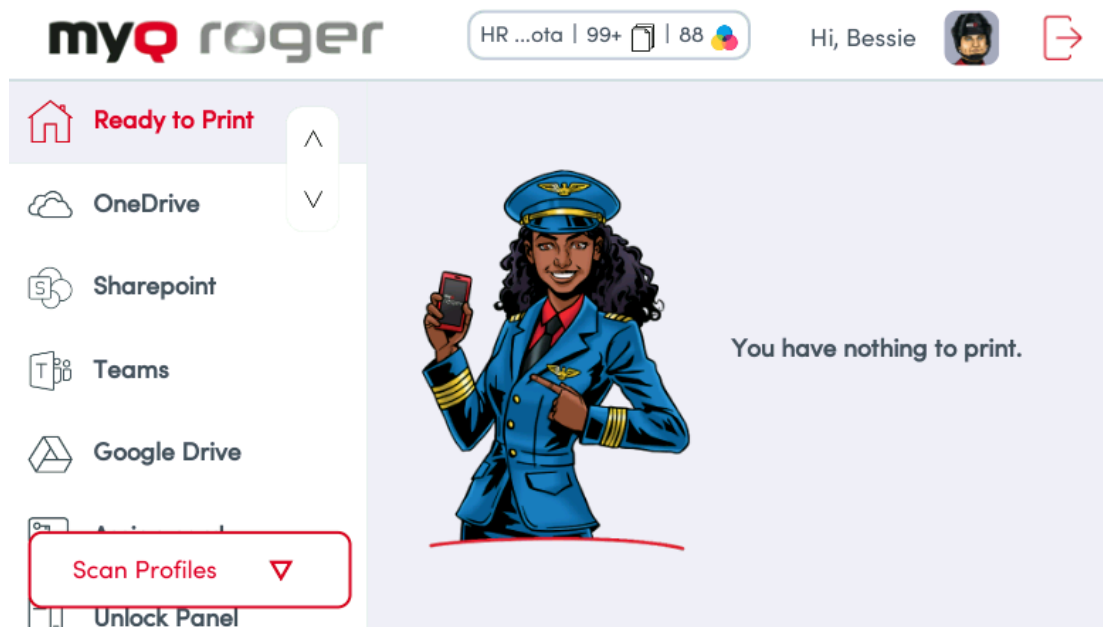 myQ roger
HR ...ota | 99+ | 88
Hi, Bessie
Ready to Print
OneDrive
Sharepoint
Teams
Google Drive
Scan Profiles
Unlock Panel
You have nothing to print.